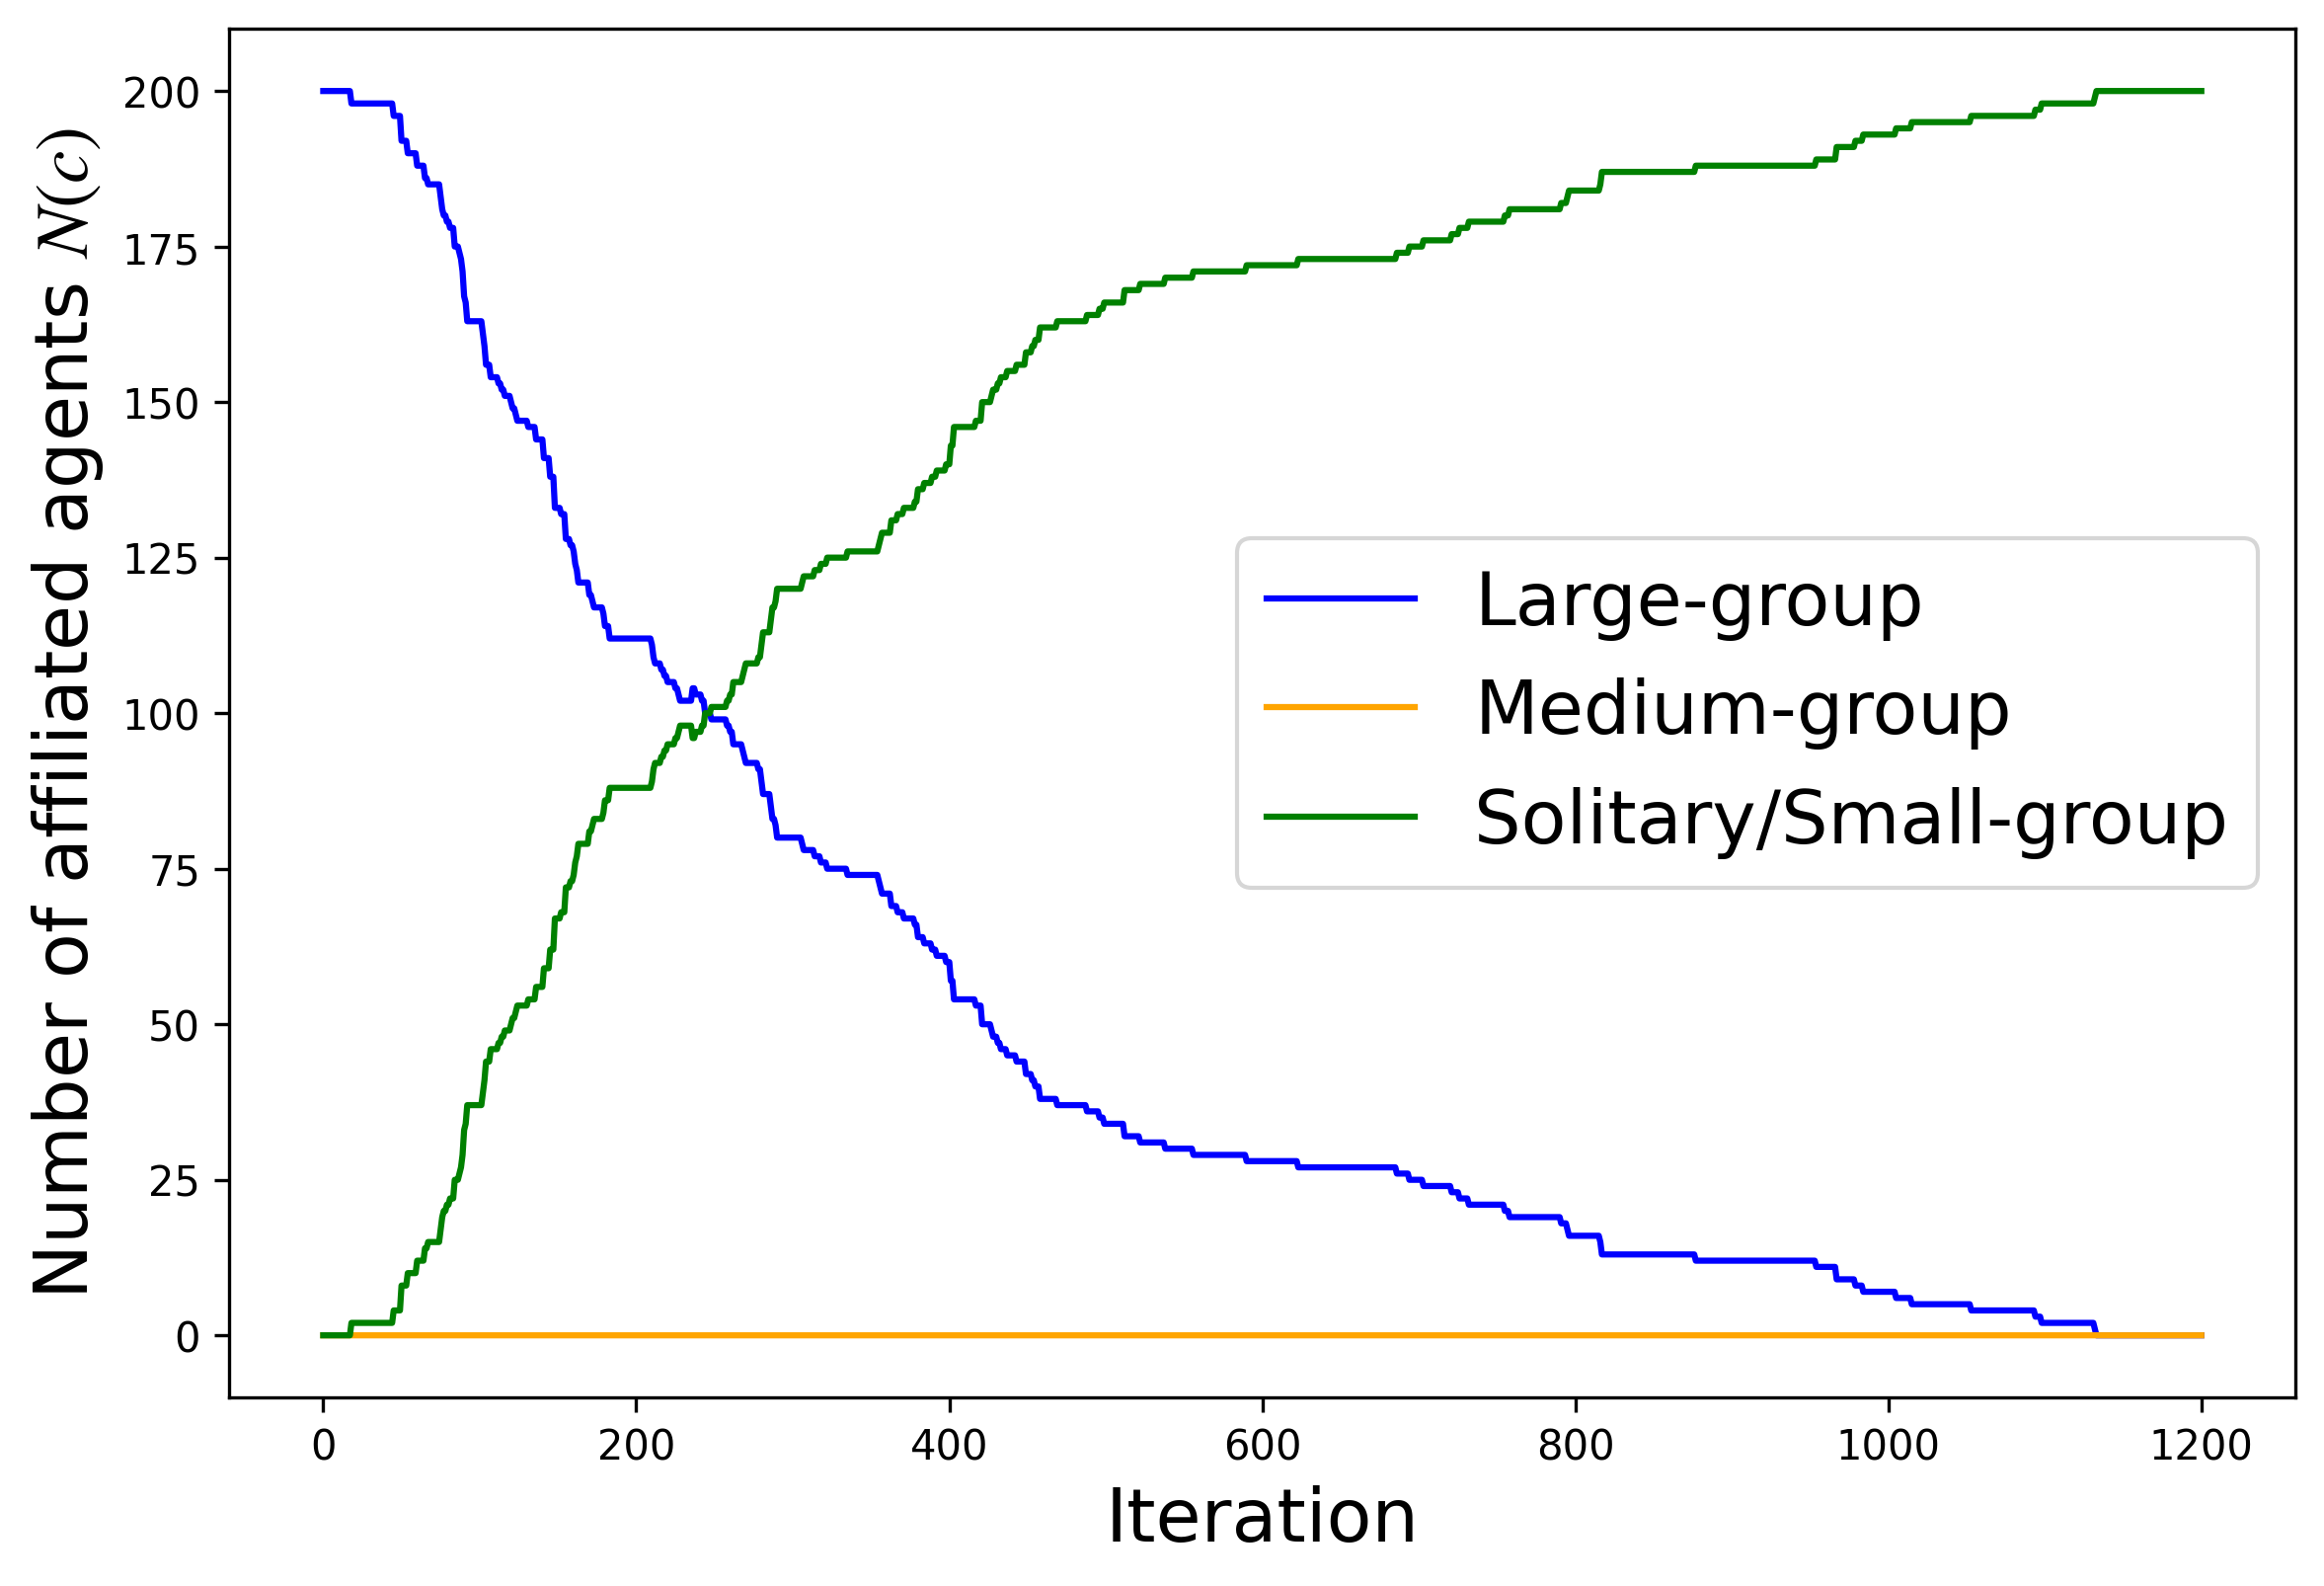 Number of affiliated agents N(c)
200
175
150
125
100
75
50
25
0
Large-group
Medium-group
Solitary/Small-group
0 200 400 600 800 1000 1200
Iteration